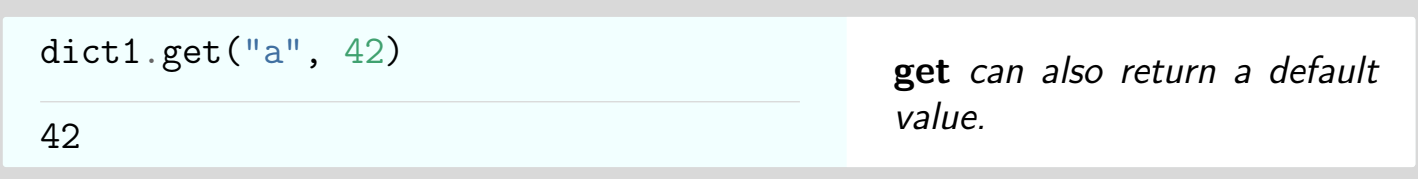 dict1.get("a", 42)
42
get can also return a default
value.